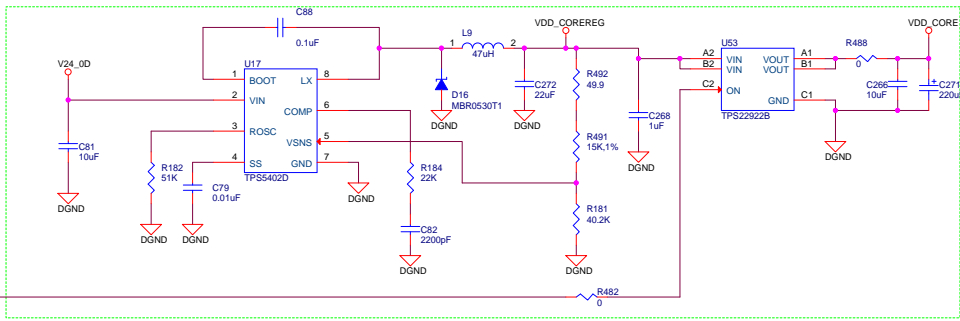 C88
0.1uF
V24_0D
U17
1
BOOT
LX
8
2
VIN
COMP
6
3
ROSC
VSNS
5
4
SS
GND
7
TPS5402D
C81
10uF
DGND
R182
51K
DGND
C79
0.01uF
DGND
DGND
R184
22K
C82
2200pF
DGND
L9
1
2
47uH
D16
MBR0530T1
DGND
VDD_COREREG
C272
22uF
DGND
R492
49.9
R491
15K,1%
R181
40.2K
DGND
C268
1uF
DGND
U53
A2
VIN
VOUT
A1
B2
VIN
VOUT
B1
C2
ON
GND
C1
TPS22922B
DGND
R488
0
VDD_CORE
C266
10uF
C271
+
220u
R482
0